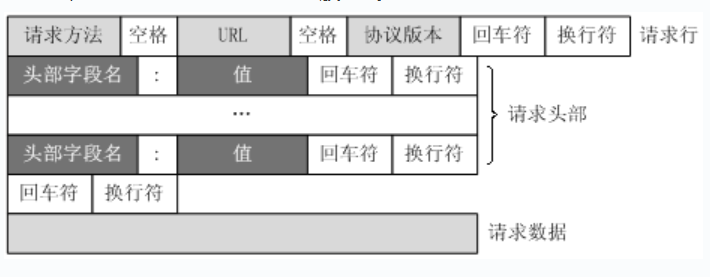 请求方法 空格 URL 空格 协议版本 回车符 换行符 请求行
头部字段名 : 值 回车符 换行符
... 请求头部
头部字段名 : 值 回车符 换行符
回车符 换行符
请求数据